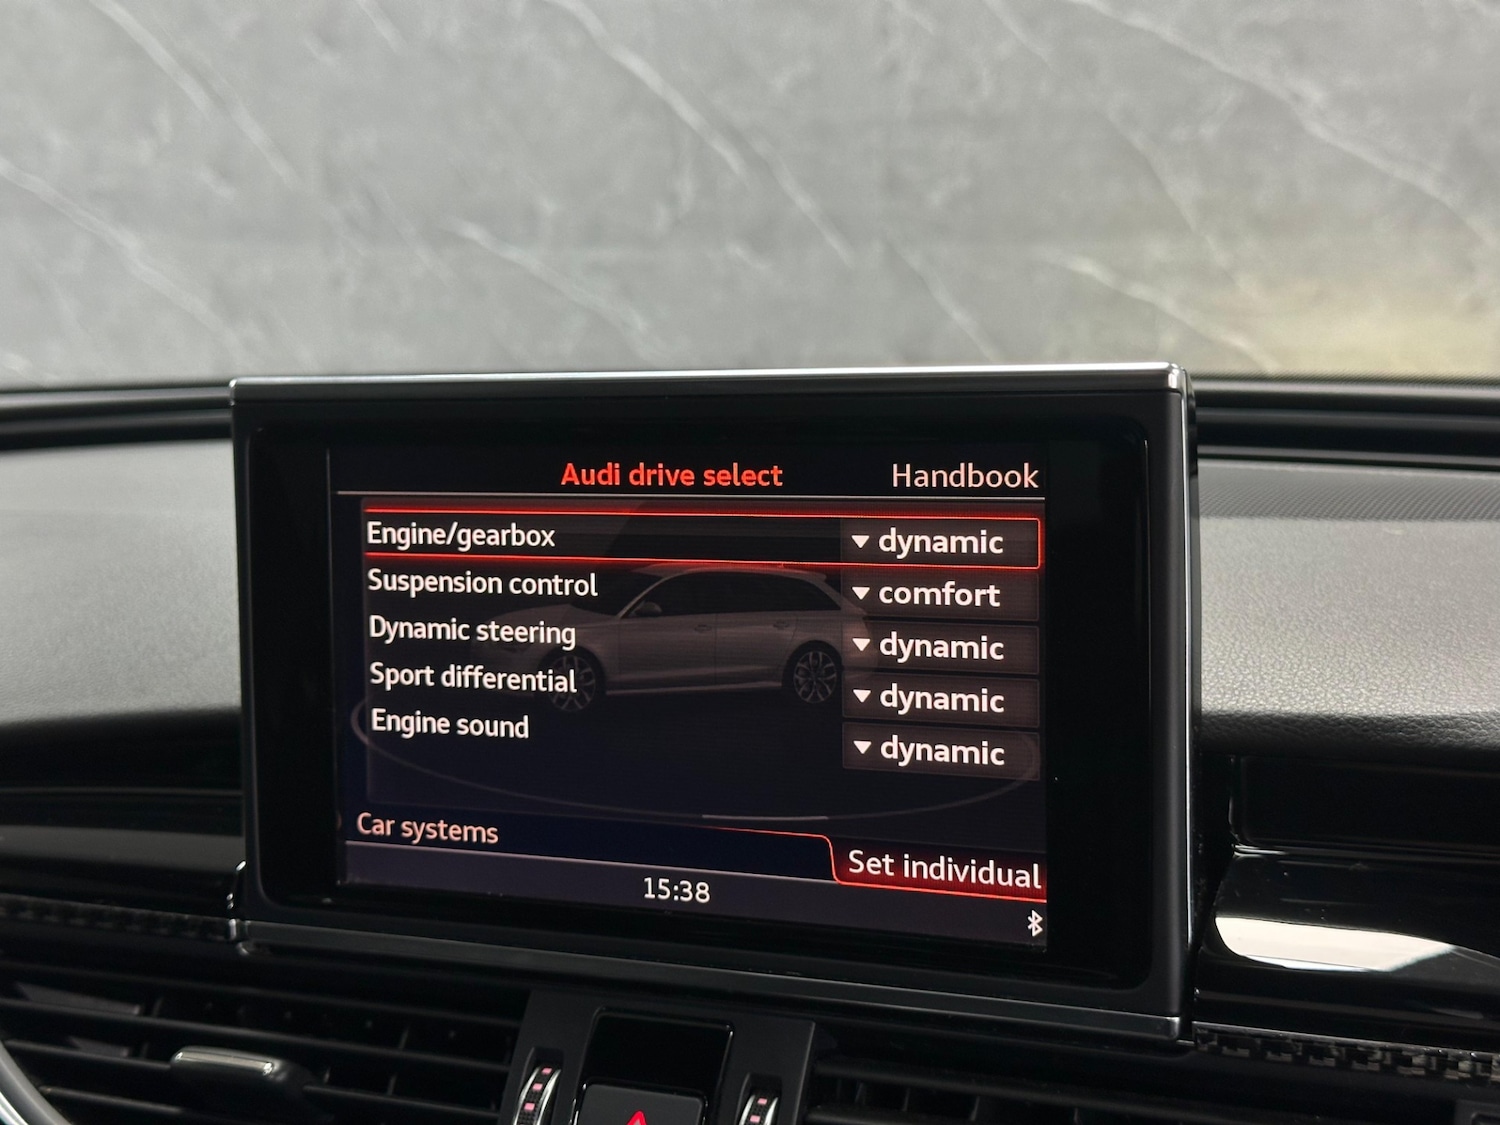 Audi drive select Handbook
Engine/gearbox dynamic
Suspension control comfort
Dynamic steering dynamic
Sport differential dynamic
Engine sound dynamic
Car systems Set individual
15:38